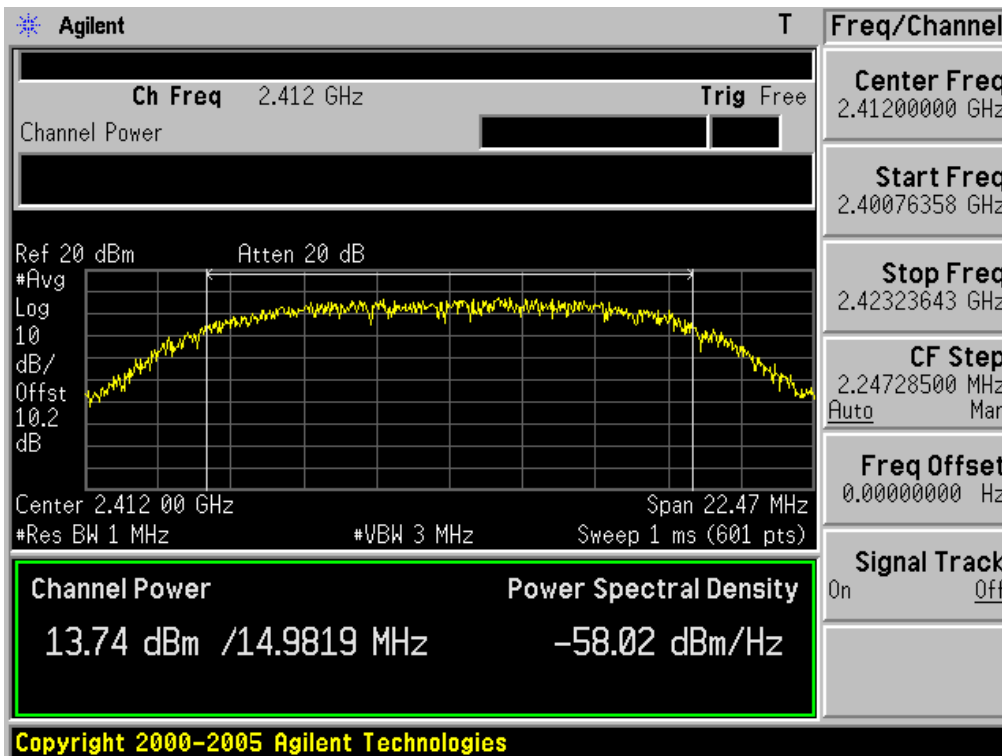 Agilent T
Ch Freq 2.412 GHz Trig Free
Channel Power
Ref 20 dBm Atten 20 dB
#Avg
Log
10
dB/
Offst
10.2
dB
Center 2.412 00 GHz Span 22.47 MHz
#Res BW 1 MHz #VBW 3 MHz Sweep 1 ms (601 pts)
Channel Power Power Spectral Density
13.74 dBm /14.9819 MHz -58.02 dBm/Hz
Copyright 2000-2005 Agilent Technologies
Freq/Channel
Center Freq
2.41200000 GHz
Start Freq
2.40076358 GHz
Stop Freq
2.42323643 GHz
CF Step
2.24728500 MHz
Auto Man
Freq Offset
0.00000000 Hz
Signal Track
On Off